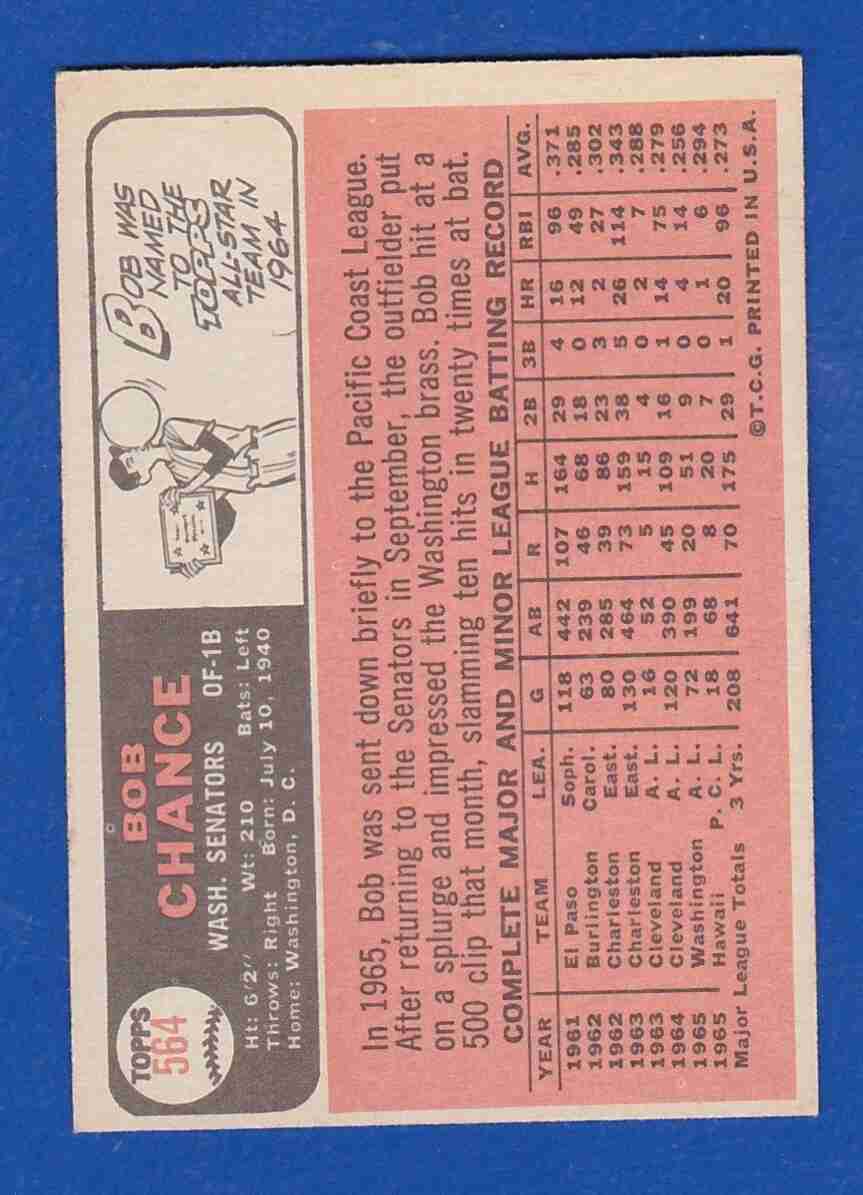 TOPPS
564
BOB
CHANCE
WASH. SENATORS OF-1B
Ht: 6'2" Wt: 210 Bats: Left
Throws: Right Born: July 10, 1940
Home: Washington, D. C.
BOB WAS
NAMED
TO THE
TOPPS
ALL-STAR
TEAM IN
1964
In 1965, Bob was sent down briefly to the Pacific Coast League.
After returning to the Senators in September, the outfielder put
on a splurge and impressed the Washington brass. Bob hit at a
500 clip that month, slamming ten hits in twenty times at bat.
COMPLETE MAJOR AND MINOR LEAGUE BATTING RECORD
YEAR TEAM LEA. G AB R H 2B 3B HR RBI AVG.
1961 El Paso Soph. 118 442 107 164 29 4 16 96 .371
1962 Burlington Carol. 63 239 46 68 18 0 12 49 .285
1962 Charleston East. 80 285 39 86 23 3 2 27 .302
1963 Charleston East. 130 464 73 159 38 5 26 114 .343
1963 Cleveland A. L. 16 52 5 15 4 0 2 7 .288
1964 Cleveland A. L. 120 390 45 109 16 1 14 75 .279
1965 Washington A. L. 72 199 20 51 9 0 4 14 .256
1965 Hawaii P. C. L. 18 68 8 20 7 0 1 6 .294
Major League Totals 3 Yrs. 208 641 70 175 29 1 20 96 .273
©T.C.G. PRINTED IN U.S.A.